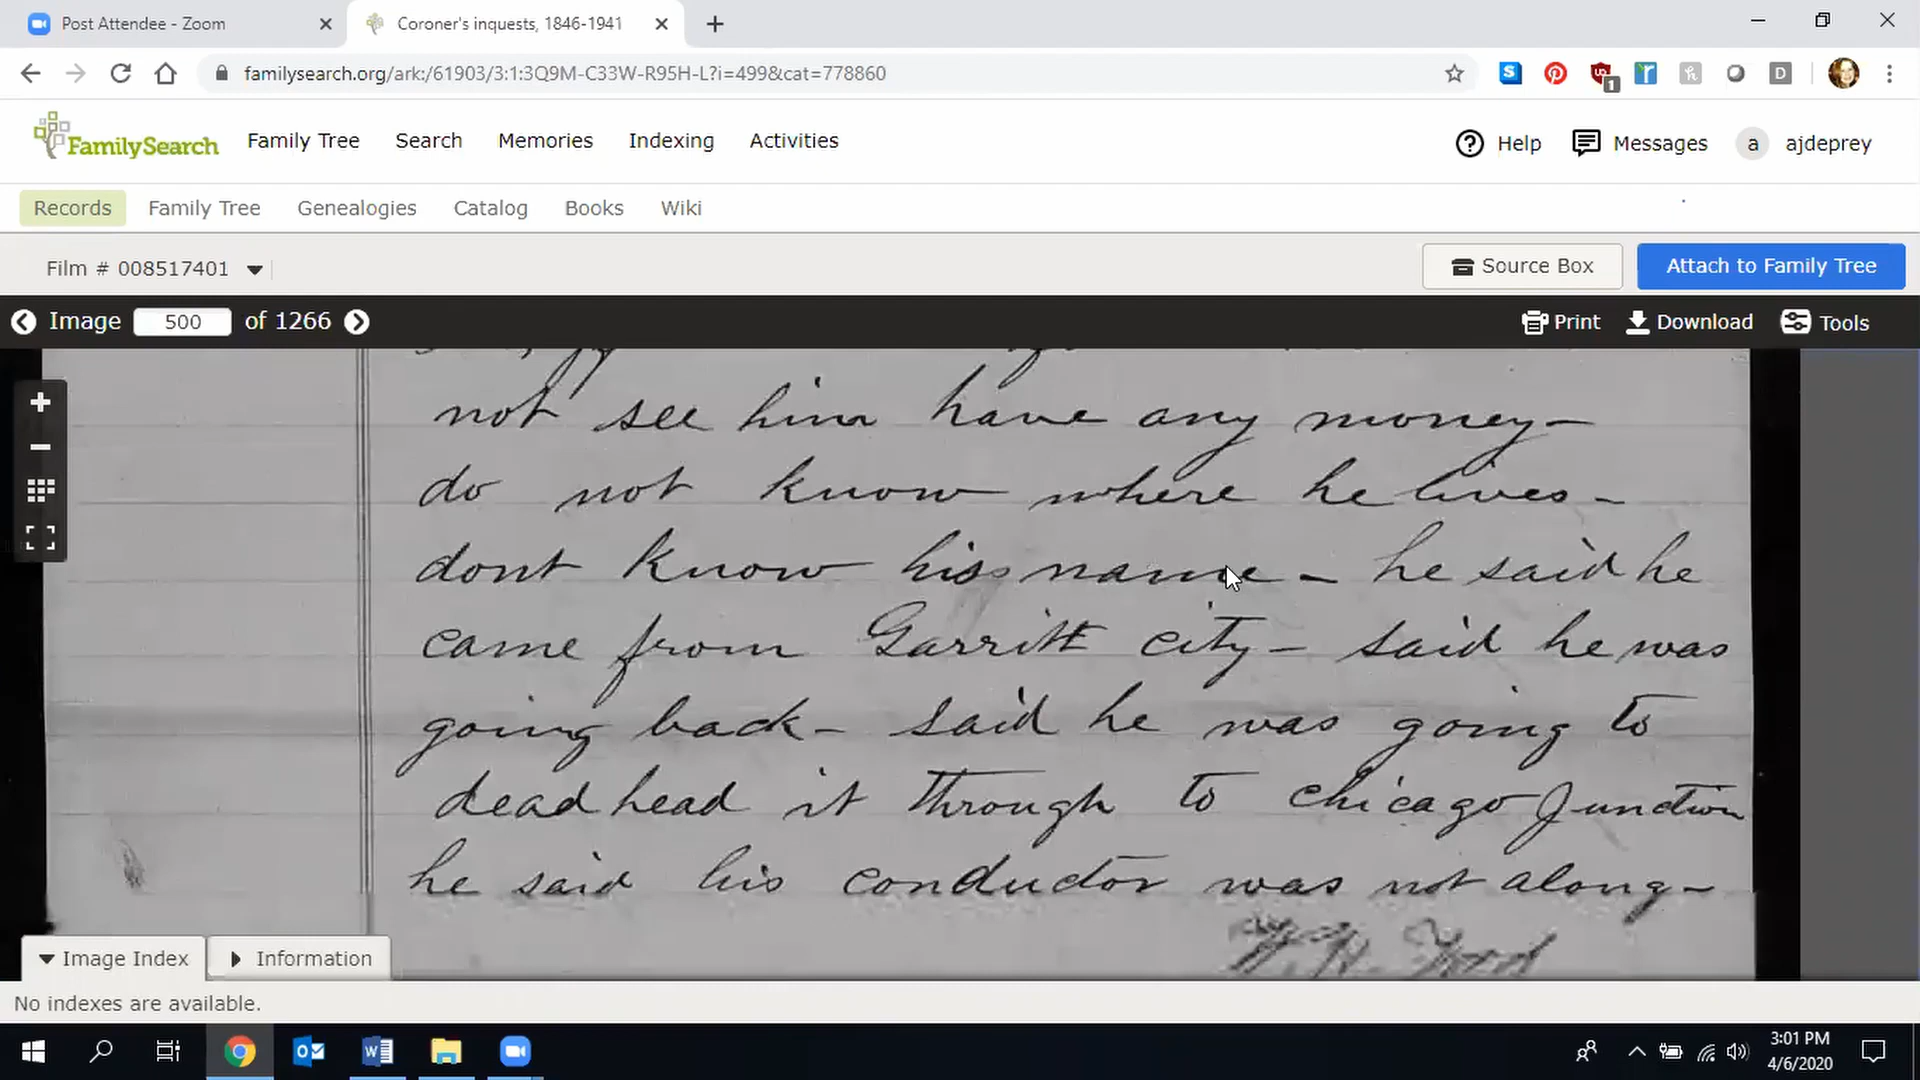 Post Attendee - Zoom
Coroner's inquests, 1846-1941
familysearch.org/ark:/61903/3:1:3Q9M-C33W-R95H-L?i=499&cat=778860
1
D
FamilySearch
Family Tree Search Memories Indexing Activities
Help Messages a ajdeprey
Records Family Tree Genealogies Catalog Books Wiki
Film # 008517401
Source Box
Attach to Family Tree
Image 500 of 1266
Print Download Tools
not see him have any money-
do not know where he lives-
dont know his name - he said he
came from Garritt city - said he was
going back - said he was going to
deadhead it through to Chicago Junction
he said his conductor was not along-
Image Index
Information
No indexes are available.
3:01 PM
4/6/2020